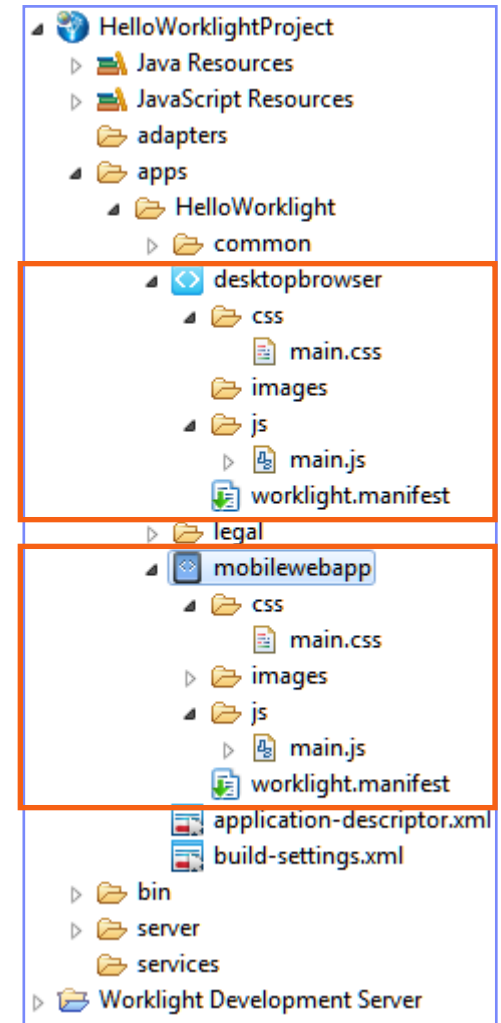 HelloWorklightProject
Java Resources
JavaScript Resources
adapters
apps
HelloWorklight
common
desktopbrowser
css
main.css
images
js
main.js
worklight.manifest
legal
mobilewebapp
css
main.css
images
js
main.js
worklight.manifest
application-descriptor.xml
build-settings.xml
bin
server
services
Worklight Development Server